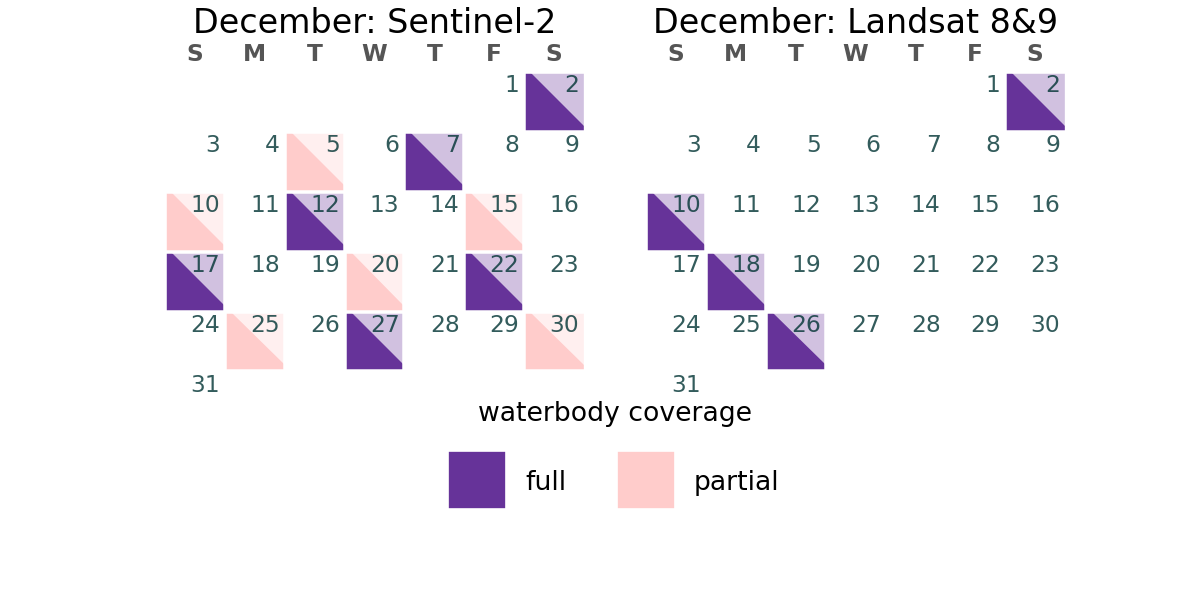 December: Sentinel-2
S M T W T F S
1 2
3 4 5 6 7 8 9
10 11 12 13 14 15 16
17 18 19 20 21 22 23
24 25 26 27 28 29 30
31
December: Landsat 8&9
S M T W T F S
1 2
3 4 5 6 7 8 9
10 11 12 13 14 15 16
17 18 19 20 21 22 23
24 25 26 27 28 29 30
31
waterbody coverage
full
partial